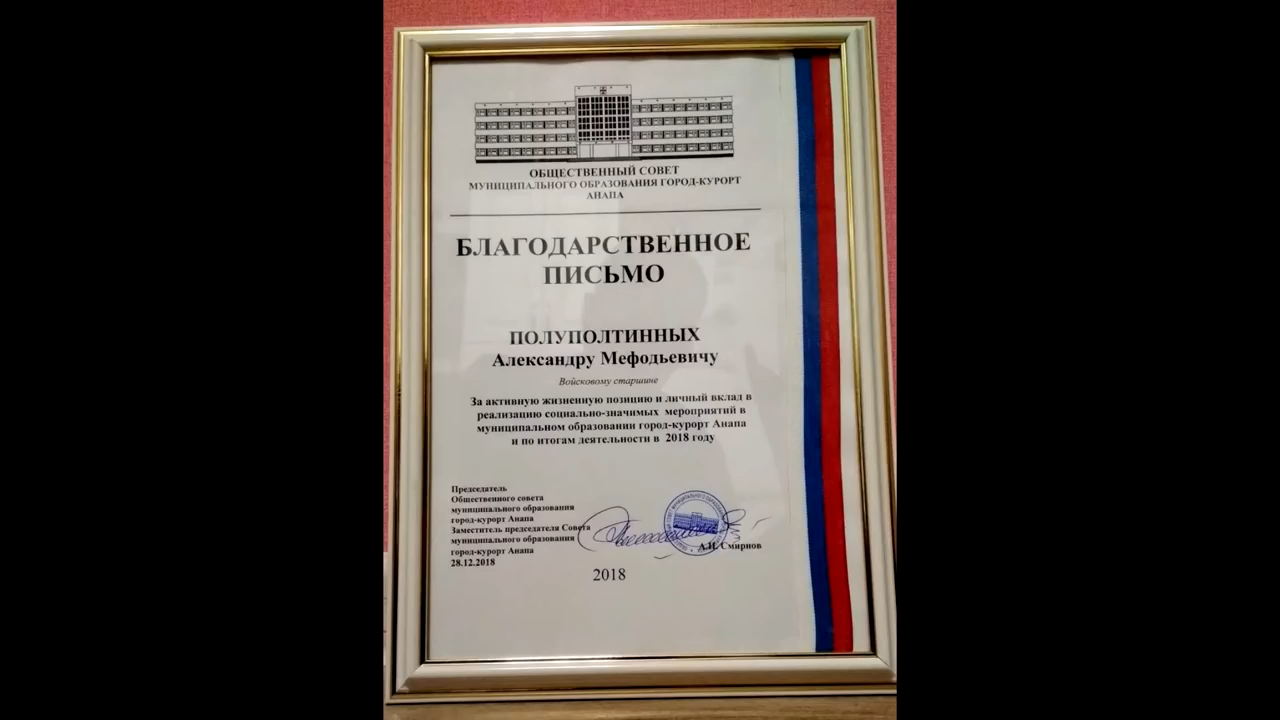 ОБЩЕСТВЕННЫЙ СОВЕТ
МУНИЦИПАЛЬНОГО ОБРАЗОВАНИЯ ГОРОД-КУРОРТ
АНАПА
БЛАГОДАРСТВЕННОЕ
ПИСЬМО
ПОЛУПОЛТИННЫХ
Александру Мефодьевичу
Войсковому старшине
За активную жизненную позицию и личный вклад в
реализацию социально-значимых мероприятий в
муниципальном образовании город-курорт Анапа
и по итогам деятельности в 2018 году
Председатель
Общественного совета
муниципального образования
город-курорт Анапа
Заместитель председателя Совета
муниципального образования
город-курорт Анапа
28.12.2018
А.И. Смирнов
2018